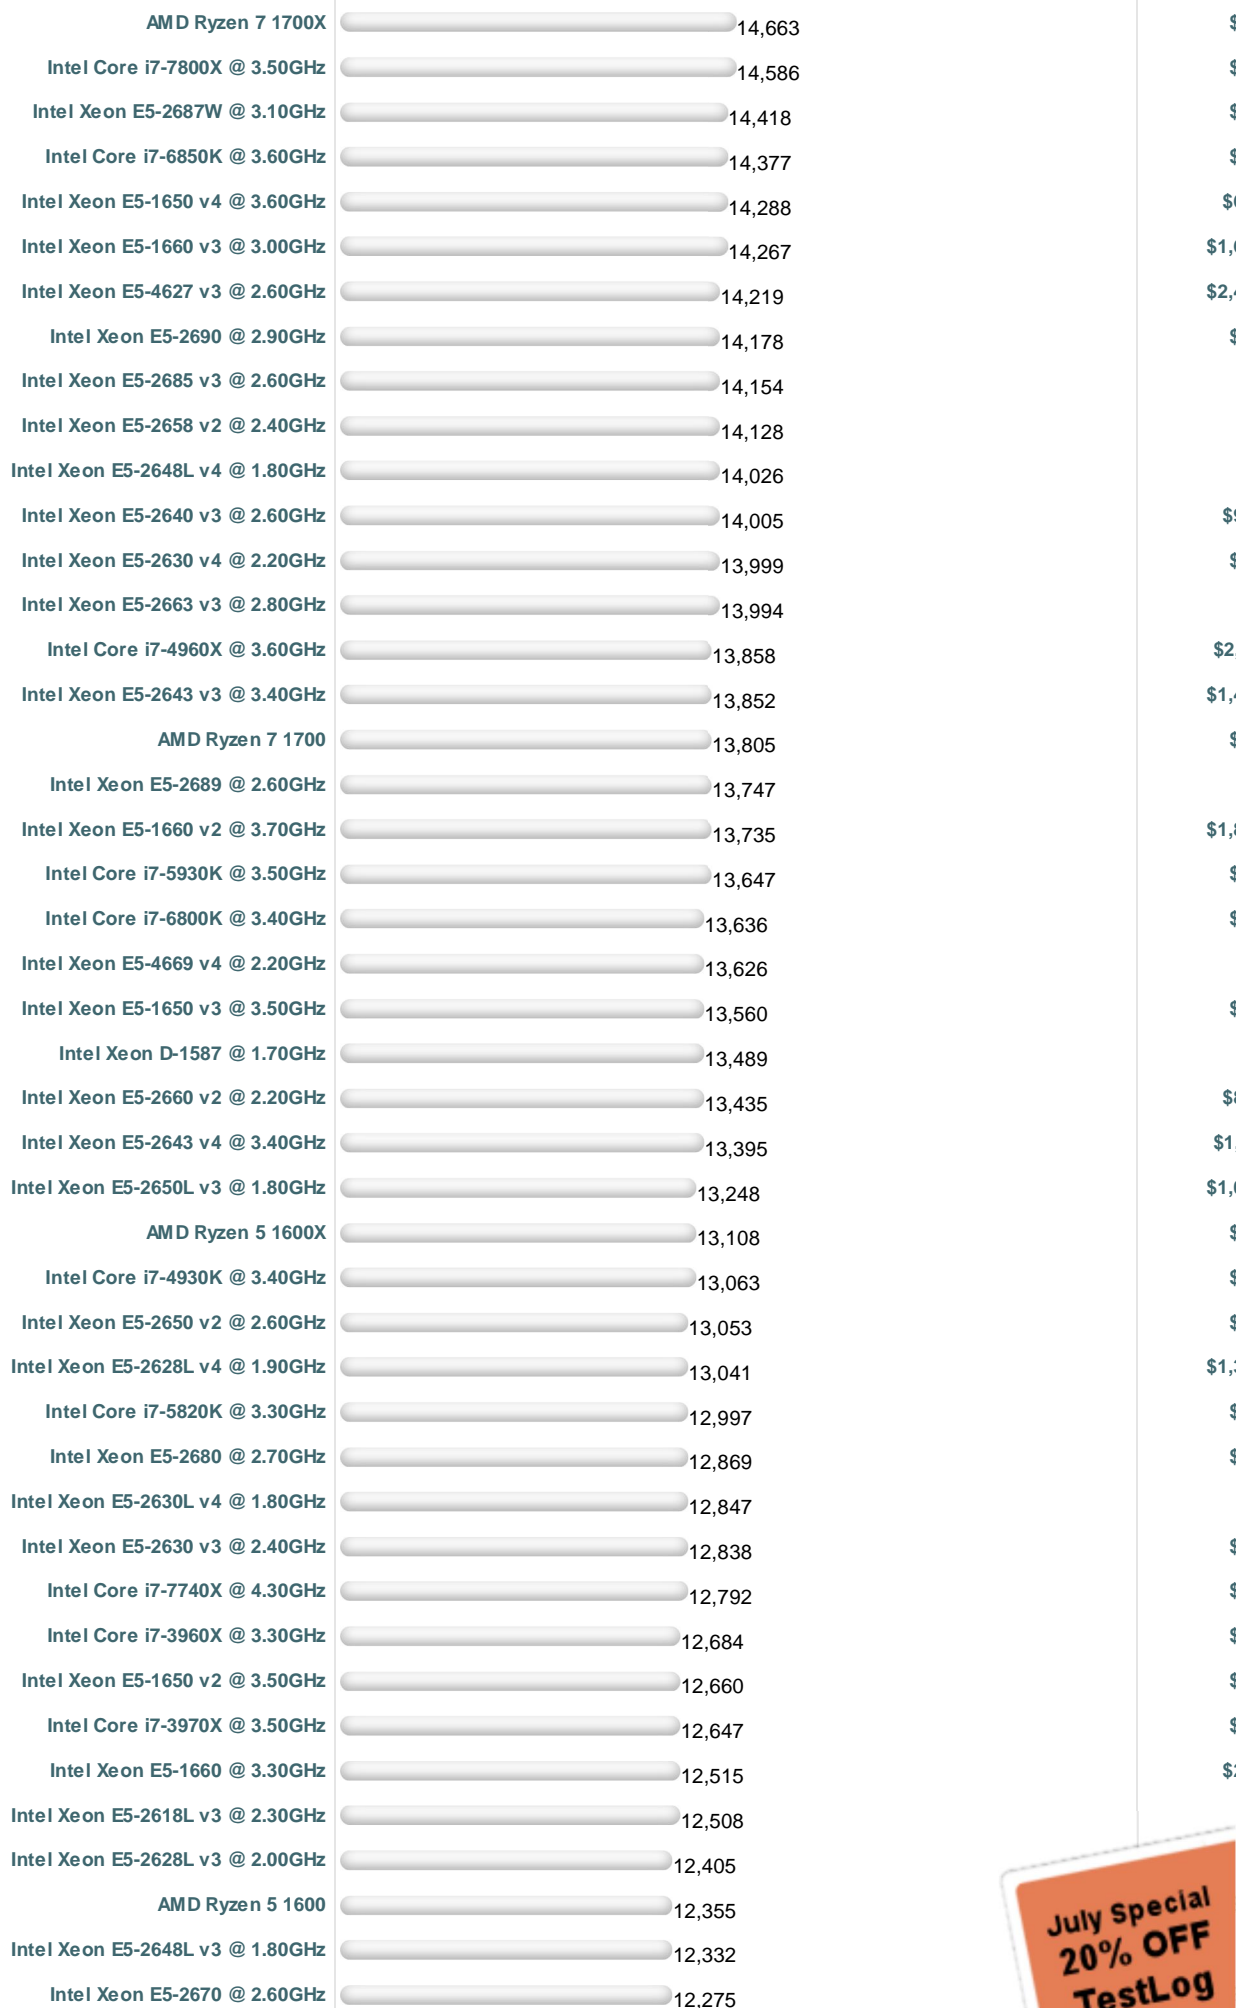 AMD Ryzen 7 1700X 14,663 $
Intel Core i7-7800X @ 3.50GHz 14,586 $
Intel Xeon E5-2687W @ 3.10GHz 14,418 $
Intel Core i7-6850K @ 3.60GHz 14,377 $
Intel Xeon E5-1650 v4 @ 3.60GHz 14,288 $6
Intel Xeon E5-1660 v3 @ 3.00GHz 14,267 $1,
Intel Xeon E5-4627 v3 @ 2.60GHz 14,219 $2,4
Intel Xeon E5-2690 @ 2.90GHz 14,178 $
Intel Xeon E5-2685 v3 @ 2.60GHz 14,154
Intel Xeon E5-2658 v2 @ 2.40GHz 14,128
Intel Xeon E5-2648L v4 @ 1.80GHz 14,026
Intel Xeon E5-2640 v3 @ 2.60GHz 14,005 $9
Intel Xeon E5-2630 v4 @ 2.20GHz 13,999 $
Intel Xeon E5-2663 v3 @ 2.80GHz 13,994
Intel Core i7-4960X @ 3.60GHz 13,858 $2,
Intel Xeon E5-2643 v3 @ 3.40GHz 13,852 $1,4
AMD Ryzen 7 1700 13,805 $
Intel Xeon E5-2689 @ 2.60GHz 13,747
Intel Xeon E5-1660 v2 @ 3.70GHz 13,735 $1,8
Intel Core i7-5930K @ 3.50GHz 13,647 $
Intel Core i7-6800K @ 3.40GHz 13,636 $
Intel Xeon E5-4669 v4 @ 2.20GHz 13,626
Intel Xeon E5-1650 v3 @ 3.50GHz 13,560 $
Intel Xeon D-1587 @ 1.70GHz 13,489
Intel Xeon E5-2660 v2 @ 2.20GHz 13,435 $8
Intel Xeon E5-2643 v4 @ 3.40GHz 13,395 $1,
Intel Xeon E5-2650L v3 @ 1.80GHz 13,248 $1,
AMD Ryzen 5 1600X 13,108 $
Intel Core i7-4930K @ 3.40GHz 13,063 $
Intel Xeon E5-2650 v2 @ 2.60GHz 13,053 $
Intel Xeon E5-2628L v4 @ 1.90GHz 13,041 $1,3
Intel Core i7-5820K @ 3.30GHz 12,997 $
Intel Xeon E5-2680 @ 2.70GHz 12,869 $
Intel Xeon E5-2630L v4 @ 1.80GHz 12,847
Intel Xeon E5-2630 v3 @ 2.40GHz 12,838 $
Intel Core i7-7740X @ 4.30GHz 12,792 $
Intel Core i7-3960X @ 3.30GHz 12,684 $
Intel Xeon E5-1650 v2 @ 3.50GHz 12,660 $
Intel Core i7-3970X @ 3.50GHz 12,647 $
Intel Xeon E5-1660 @ 3.30GHz 12,515 $2
Intel Xeon E5-2618L v3 @ 2.30GHz 12,508
Intel Xeon E5-2628L v3 @ 2.00GHz 12,405
AMD Ryzen 5 1600 12,355
Intel Xeon E5-2648L v3 @ 1.80GHz 12,332
Intel Xeon E5-2670 @ 2.60GHz 12,275
July Special
20% OFF
TestLog